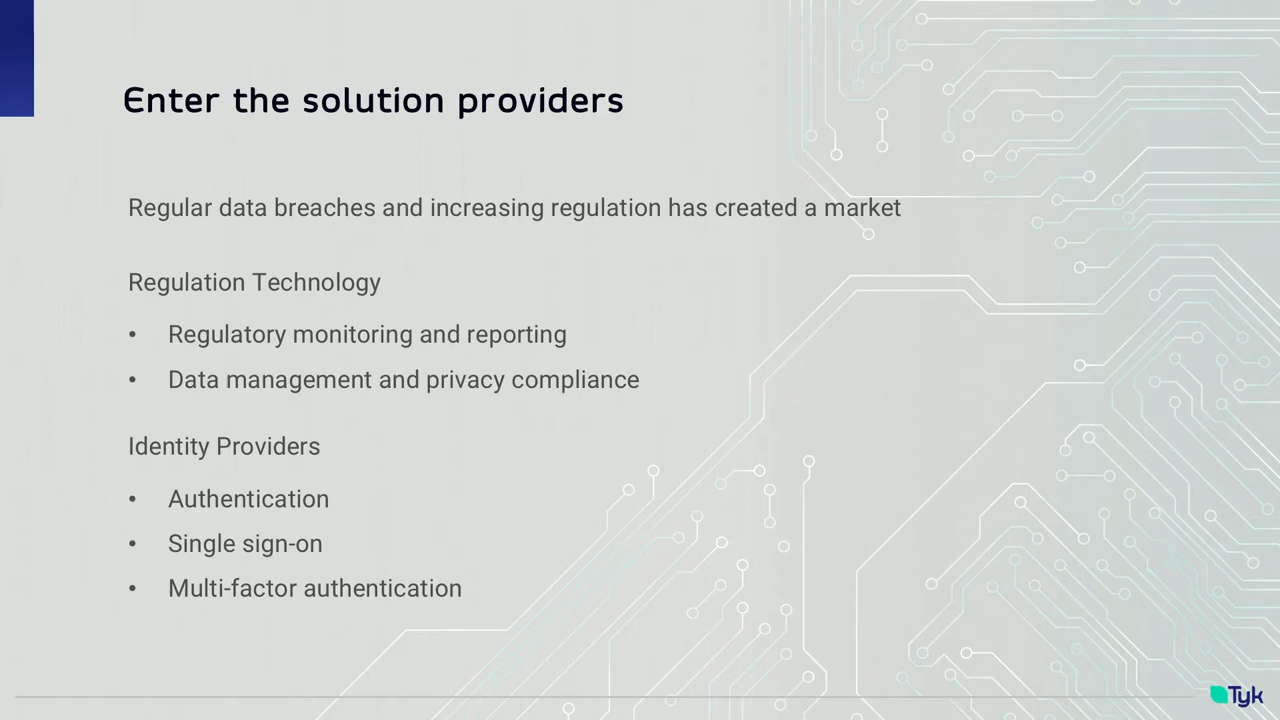 Enter the solution providers
Regular data breaches and increasing regulation has created a market
Regulation Technology
• Regulatory monitoring and reporting
• Data management and privacy compliance
Identity Providers
• Authentication
• Single sign-on
• Multi-factor authentication
Tyk